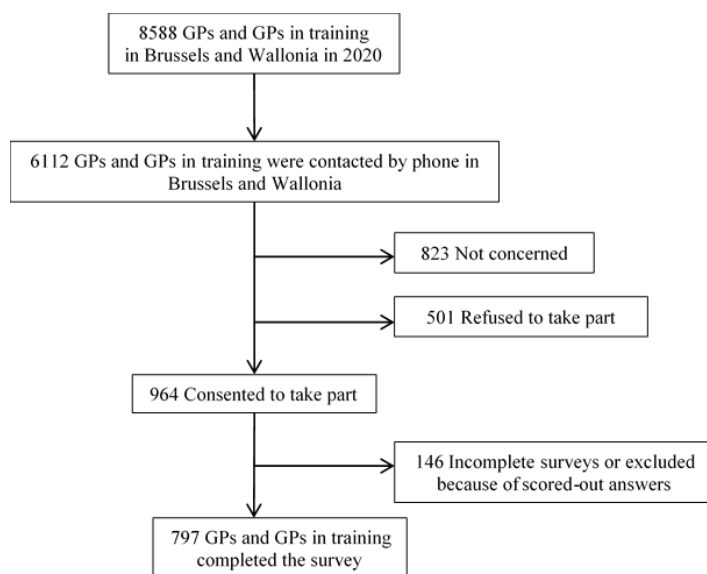 8588 GPs and GPs in training
in Brussels and Wallonia in 2020
6112 GPs and GPs in training were contacted by phone in
Brussels and Wallonia
823 Not concerned
501 Refused to take part
964 Consented to take part
146 Incomplete surveys or excluded
because of scored-out answers
797 GPs and GPs in training
completed the survey